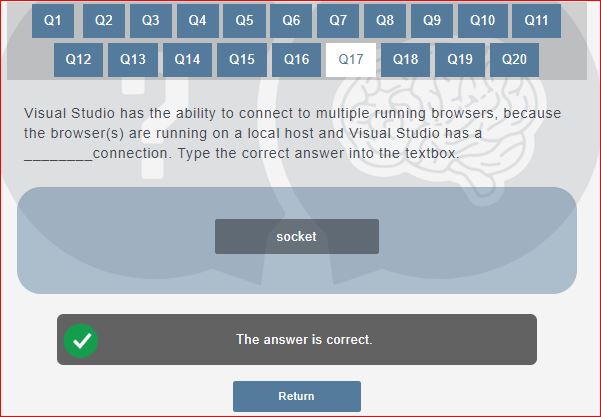 Q1 Q2 Q3 Q4 Q5 Q6 Q7 Q8 Q9 Q10 Q11
Q12 Q13 Q14 Q15 Q16 Q17 Q18 Q19 Q20
Visual Studio has the ability to connect to multiple running browsers, because
the browser(s) are running on a local host and Visual Studio has a
________connection. Type the correct answer into the textbox.
socket
The answer is correct.
Return